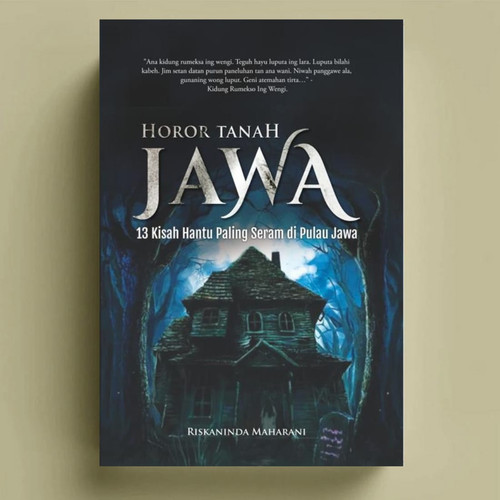 "Ana kidung rumeksa ing wengi. Teguh hayu luputa ing lara. Luputa bilahi
kabeh. Jim setan datan purun paneluhan tan ana wani. Niwah panggawe ala,
gunaning wong luput. Geni atemahan tirta…" -
Kidung Rumekso Ing Wengi.
HOROR TANAH
JAWA
13 Kisah Hantu Paling Seram di Pulau Jawa
RISKANINDA MAHARANI